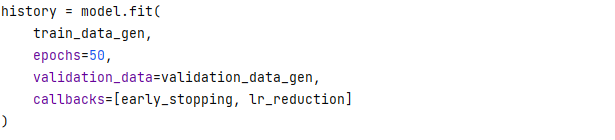 history = model.fit(
    train_data_gen,
    epochs=50,
    validation_data=validation_data_gen,
    callbacks=[early_stopping, lr_reduction]
)